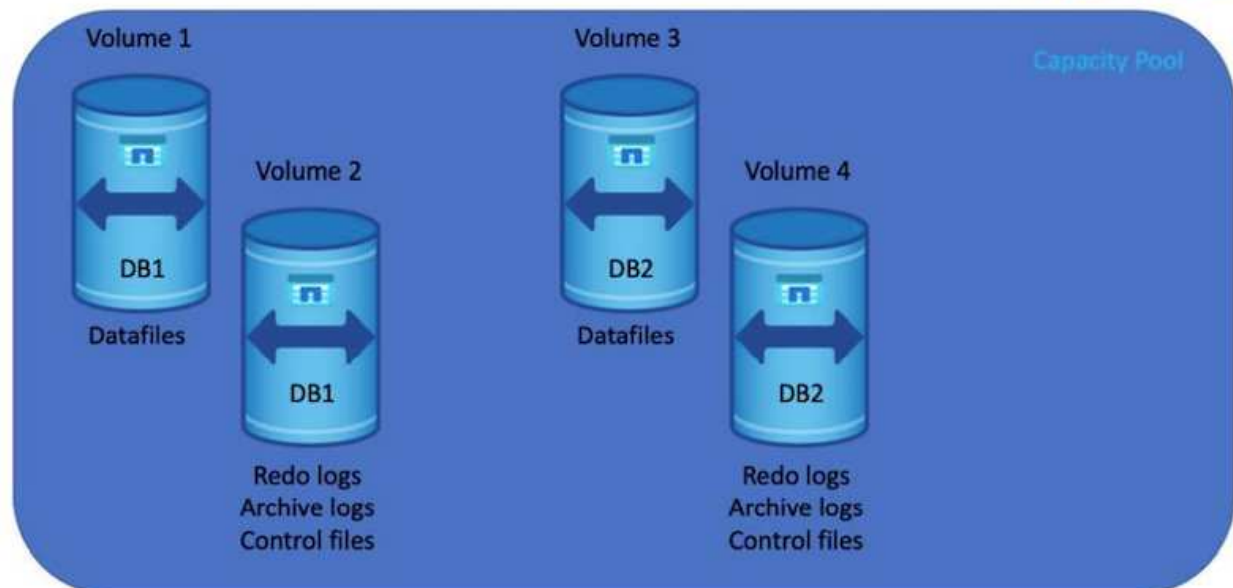 Volume 1
Volume 3
Capacity Pool
Volume 2
Volume 4
DB1
DB2
Datafiles
Datafiles
DB1
DB2
Redo logs
Archive logs
Control files
Redo logs
Archive logs
Control files